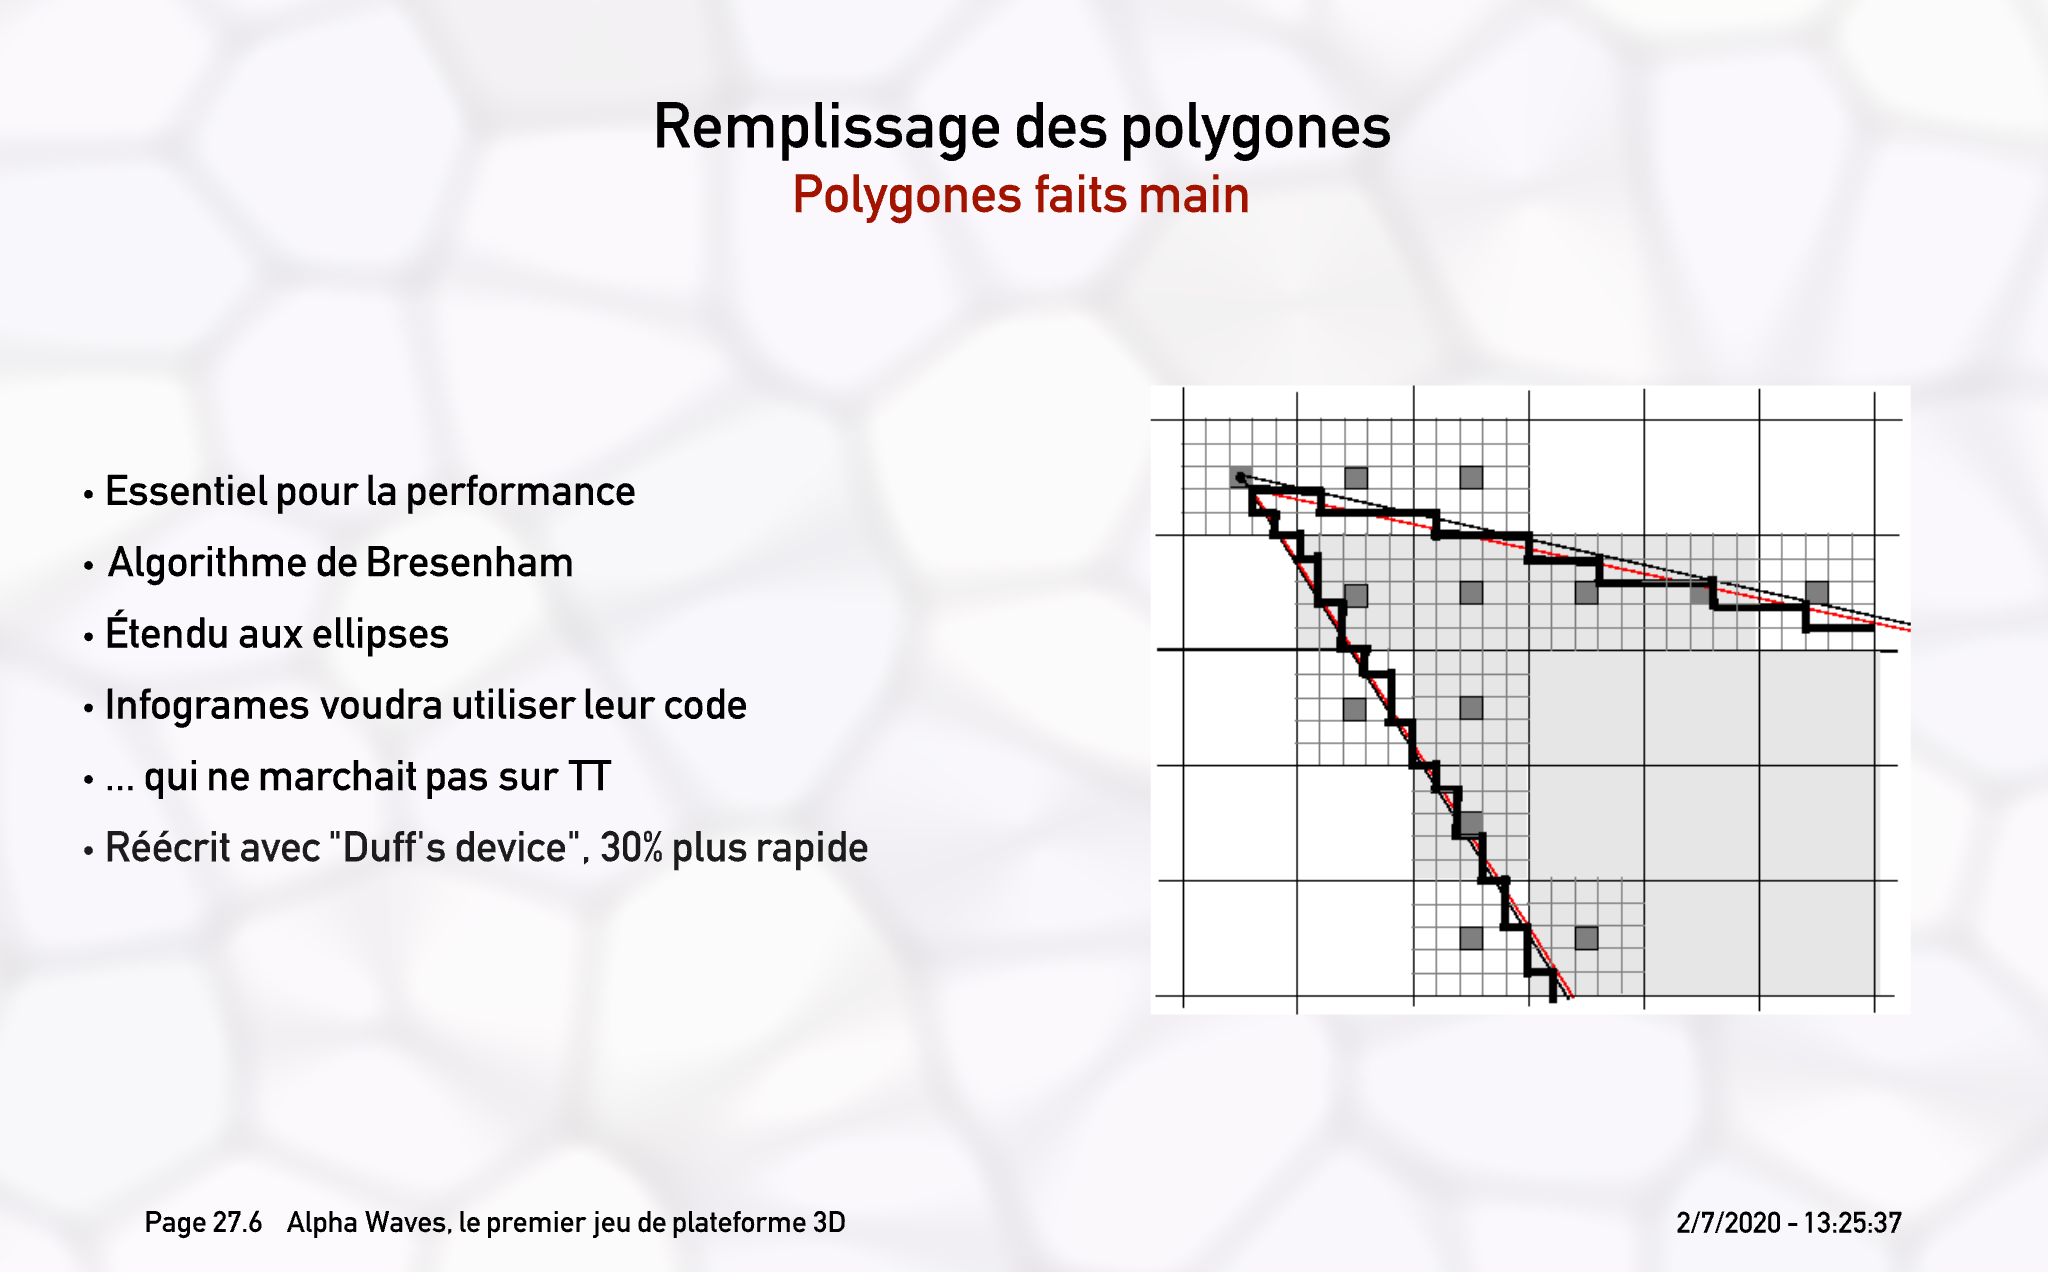 Remplissage des polygones
Polygones faits main
• Essentiel pour la performance
• Algorithme de Bresenham
• Étendu aux ellipses
• Infogrames voudra utiliser leur code
• ... qui ne marchait pas sur TT
• Réécrit avec "Duff's device", 30% plus rapide
Page 27.6 Alpha Waves, le premier jeu de plateforme 3D
2/7/2020 - 13:25:37